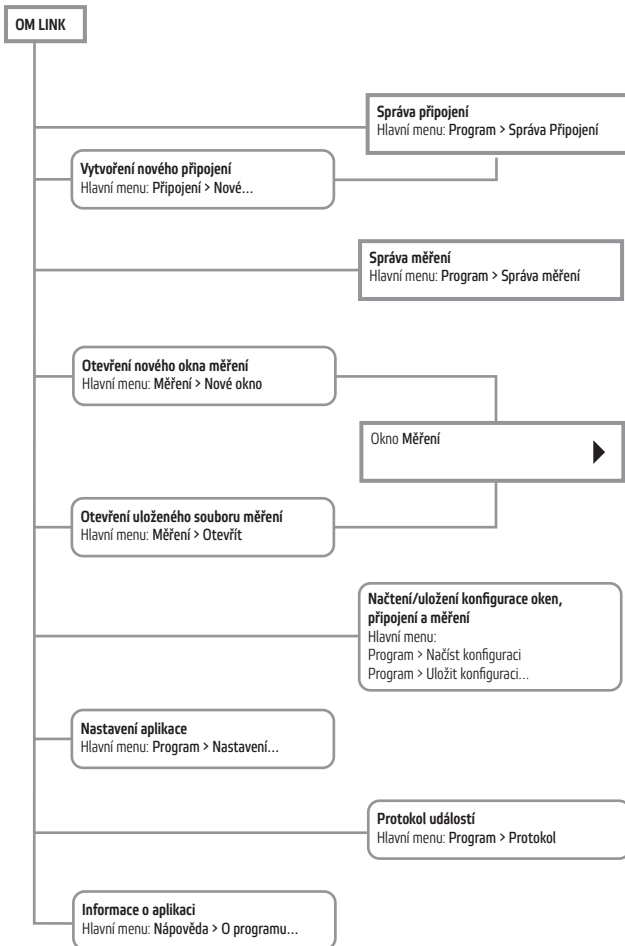 OM LINK
Správa připojení
Hlavní menu: Program > Správa Připojení
Vytvoření nového připojení
Hlavní menu: Připojení > Nové...
Správa měření
Hlavní menu: Program > Správa měření
Otevření nového okna měření
Hlavní menu: Měření > Nové okno
Okno Měření
Otevření uloženého souboru měření
Hlavní menu: Měření > Otevřít
Načtení/uložení konfigurace oken,
připojení a měření
Hlavní menu:
Program > Načíst konfiguraci
Program > Uložit konfiguraci...
Nastavení aplikace
Hlavní menu: Program > Nastavení...
Protokol událostí
Hlavní menu: Program > Protokol
Informace o aplikaci
Hlavní menu: Nápověda > O programu...